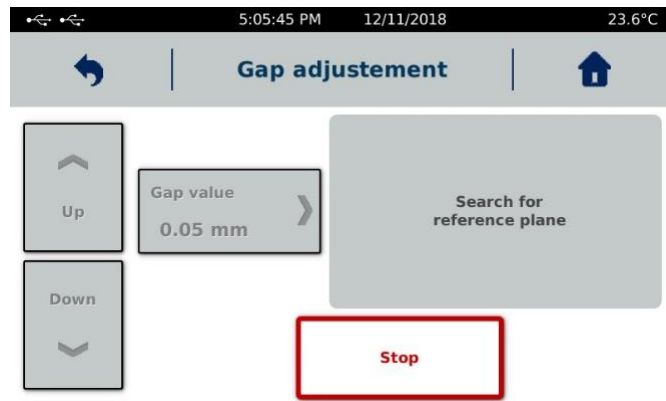 5:05:45 PM 12/11/2018 23.6°C
Gap adjustement
Up
Gap value
0.05 mm
Search for
reference plane
Down
Stop